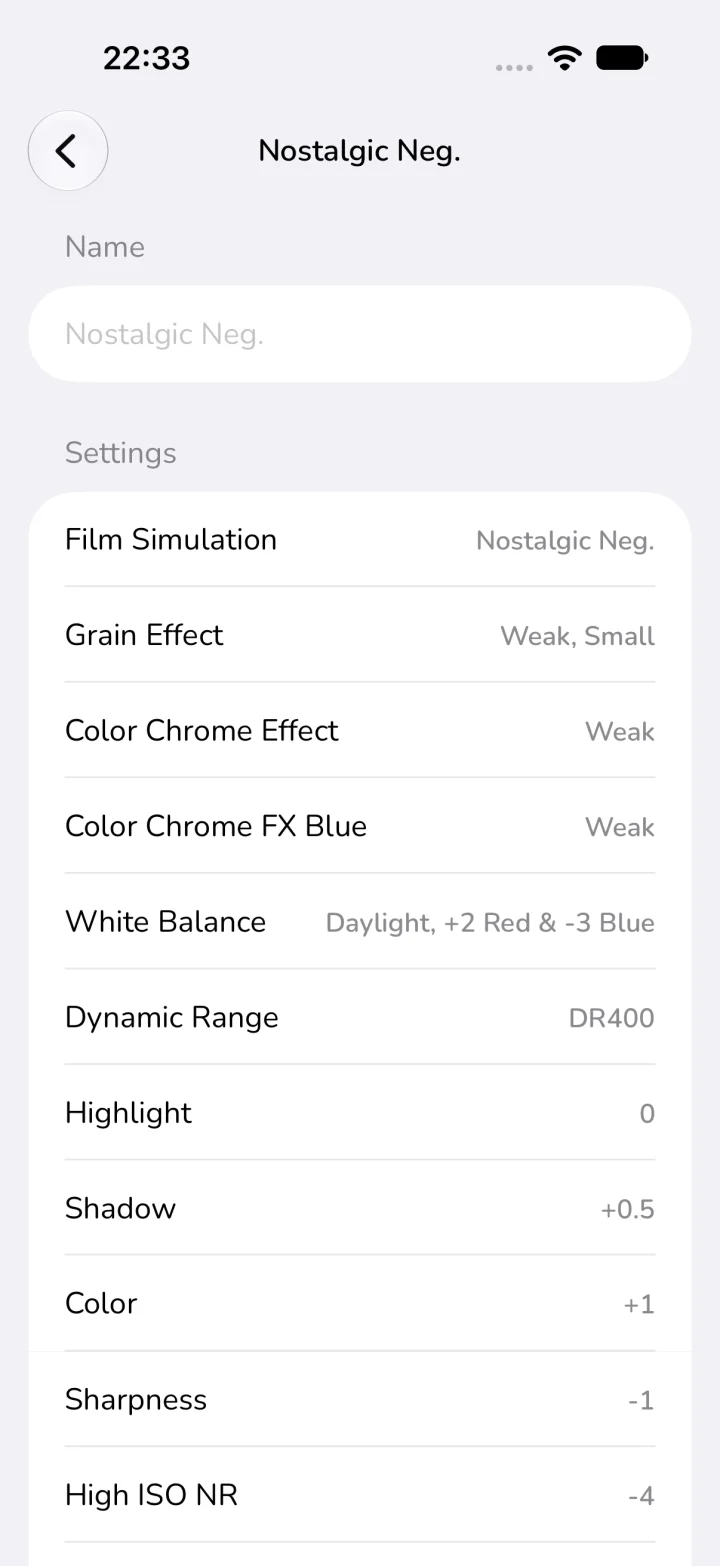 22:33
Nostalgic Neg.
Name
Nostalgic Neg.
Settings
Film Simulation Nostalgic Neg.
Grain Effect Weak, Small
Color Chrome Effect Weak
Color Chrome FX Blue Weak
White Balance Daylight, +2 Red & -3 Blue
Dynamic Range DR400
Highlight 0
Shadow +0.5
Color +1
Sharpness -1
High ISO NR -4